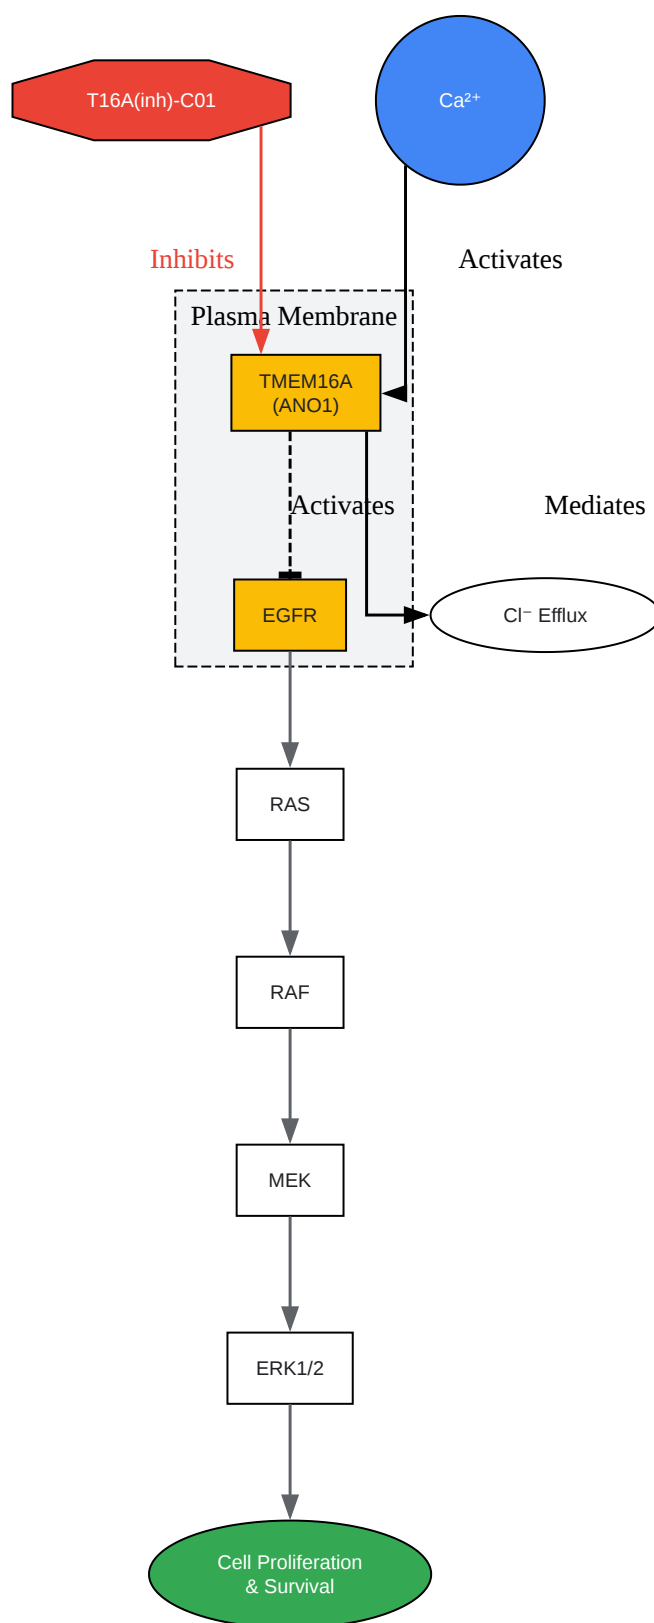 T16A(inh)-C01
Ca²⁺
Inhibits
Activates
Plasma Membrane
TMEM16A
(ANO1)
Activates
Mediates
EGFR
Cl⁻ Efflux
RAS
RAF
MEK
ERK1/2
Cell Proliferation
& Survival